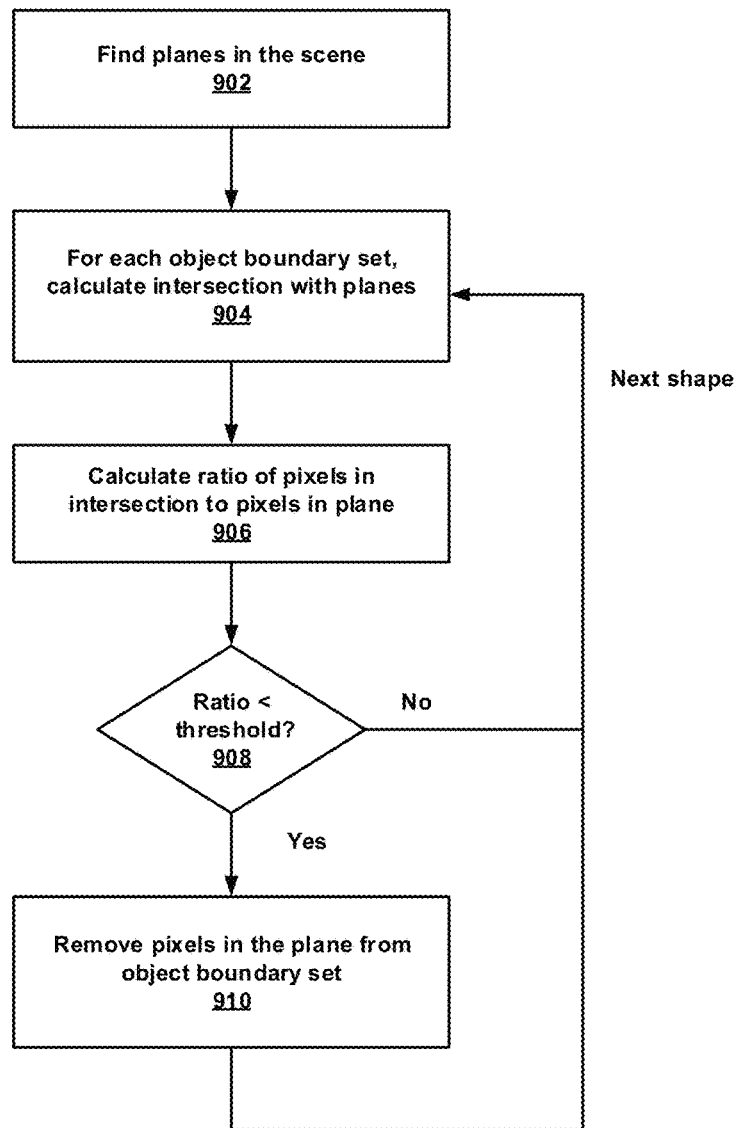 Find planes in the scene
902
For each object boundary set,
calculate intersection with planes
904
Next shape
Calculate ratio of pixels in
intersection to pixels in plane
906
Ratio <
threshold?
908
No
Yes
Remove pixels in the plane from
object boundary set
910